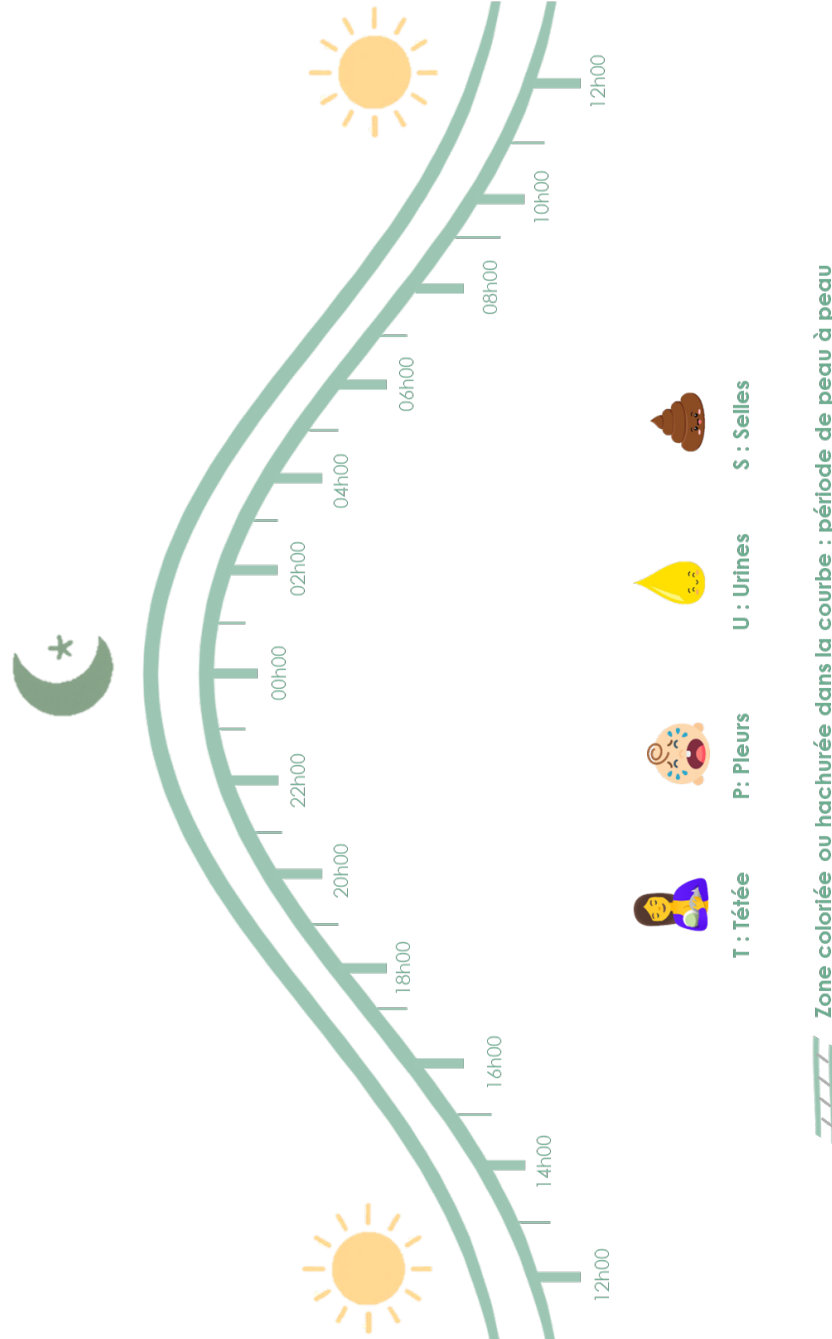 12h00
14h00
16h00
18h00
20h00
22h00
00h00
02h00
04h00
06h00
08h00
10h00
12h00
T : Tétée
P: Pleurs
U : Urines
S : Selles
Zone coloriée ou hachurée dans la courbe : période de peau à peau